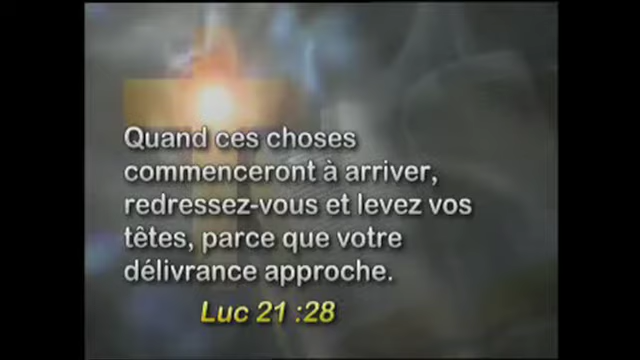 Quand ces choses
commenceront à arriver,
redressez-vous et levez vos
têtes, parce que votre
délivrance approche.
Luc 21 :28